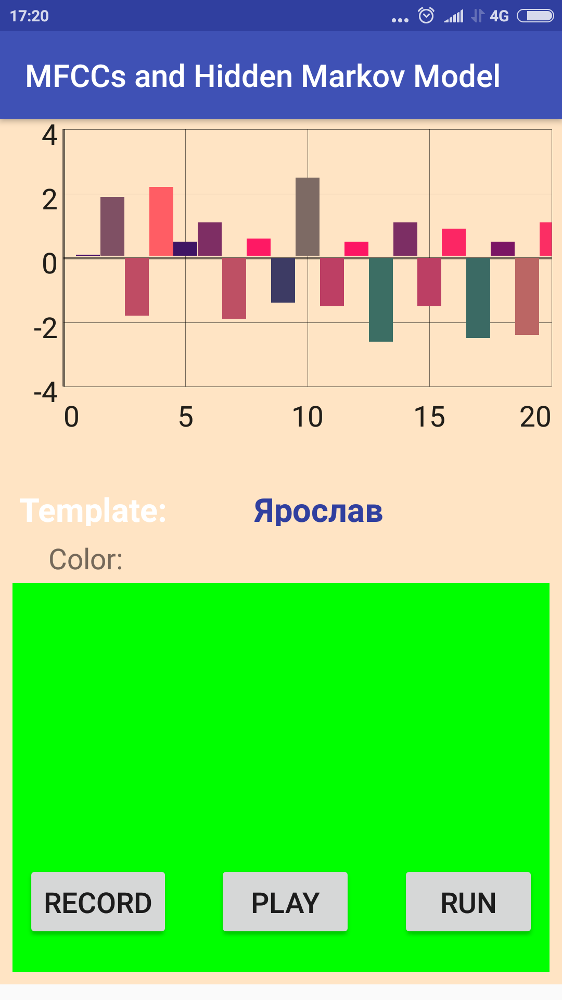 17:20 ... 4G
MFCCs and Hidden Markov Model
4
2
0
-2
-4
0 5 10 15 20
Template: Ярослав
Color:
RECORD PLAY RUN